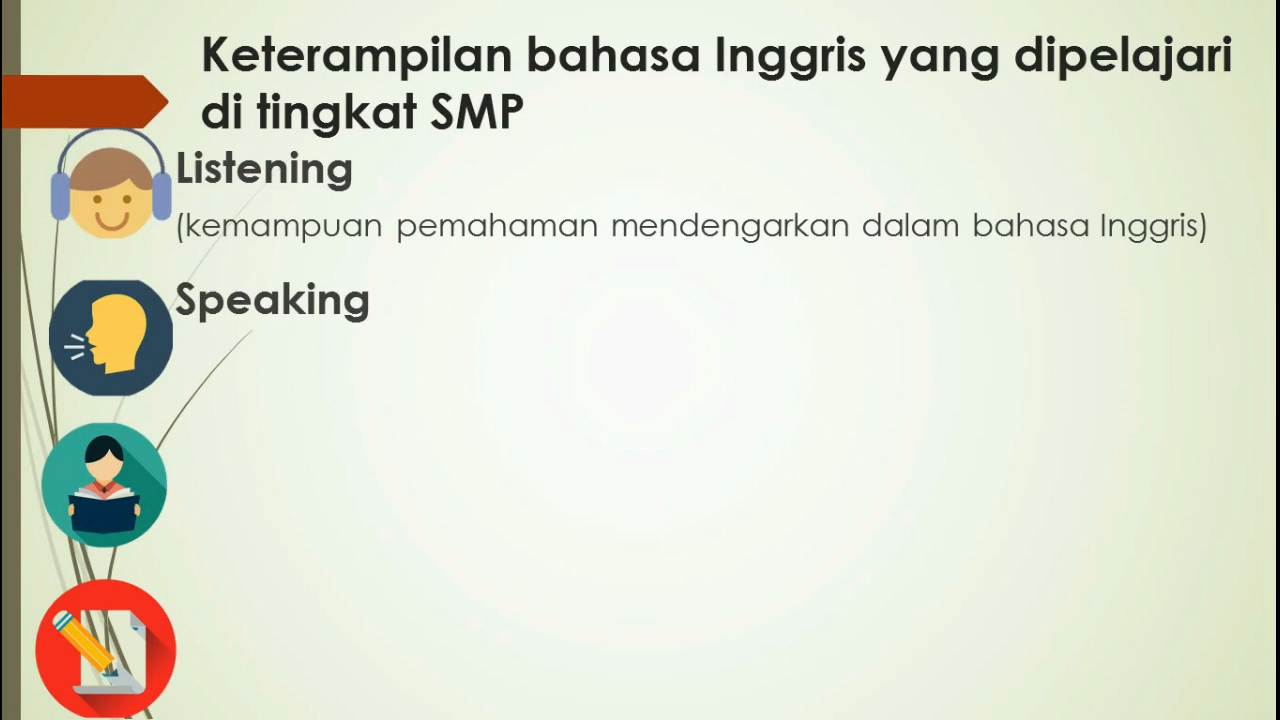 Keterampilan bahasa Inggris yang dipelajari
di tingkat SMP
Listening
(kemampuan pemahaman mendengarkan dalam bahasa Inggris)
Speaking